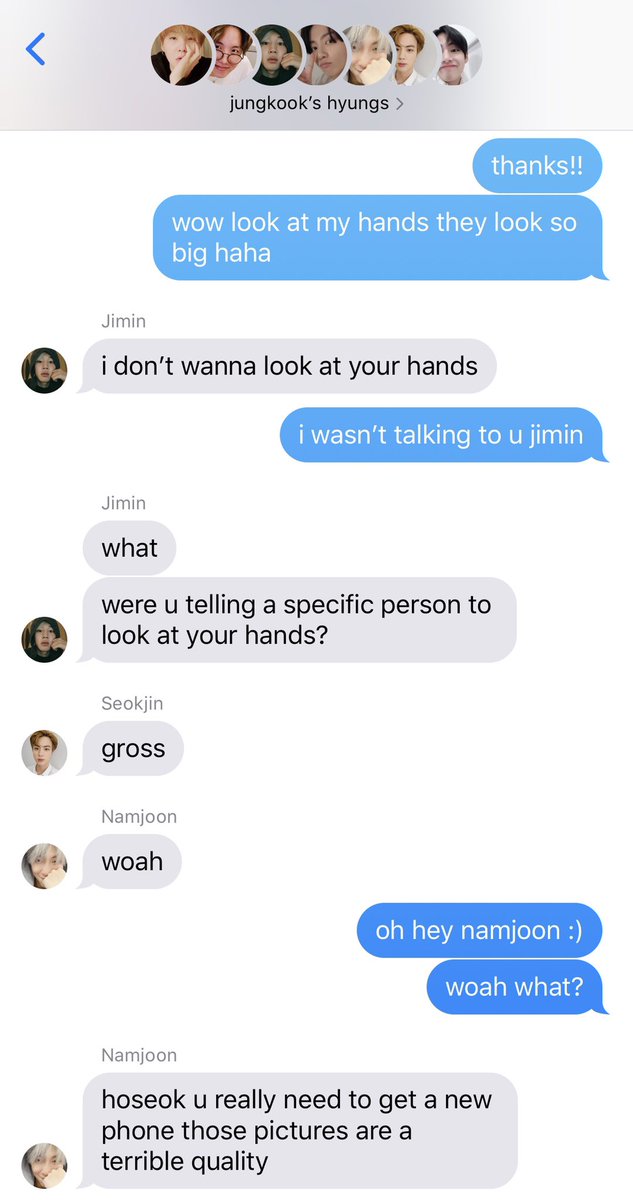 jungkook’s hyungs >
thanks!!
wow look at my hands they look so
big haha
Jimin
i don’t wanna look at your hands
i wasn’t talking to u jimin
Jimin
what
were u telling a specific person to
look at your hands?
Seokjin
gross
Namjoon
woah
oh hey namjoon :)
woah what?
Namjoon
hoseok u really need to get a new
phone those pictures are a
terrible quality